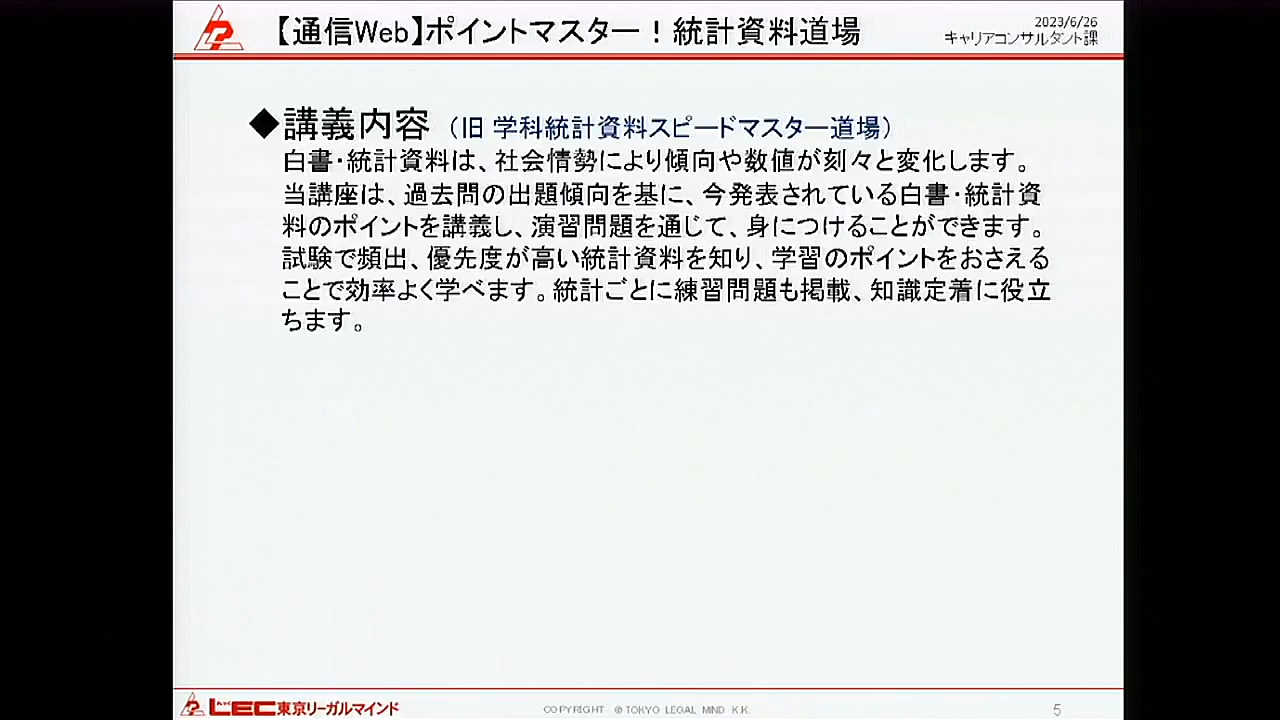 【通信Web】ポイントマスター！統計資料道場
2023/6/26
キャリアコンサルタント課
◆講義内容 （旧 学科統計資料スピードマスター道場）
白書・統計資料は、社会情勢により傾向や数値が刻々と変化します。
当講座は、過去問の出題傾向を基に、今発表されている白書・統計資
料のポイントを講義し、演習問題を通じて、身につけることができます。
試験で頻出、優先度が高い統計資料を知り、学習のポイントをおさえる
ことで効率よく学べます。統計ごとに練習問題も掲載、知識定着に役立
ちます。
LEC東京リーガルマインド
COPYRIGHT @TOKYO LEGAL MIND K.K.
5